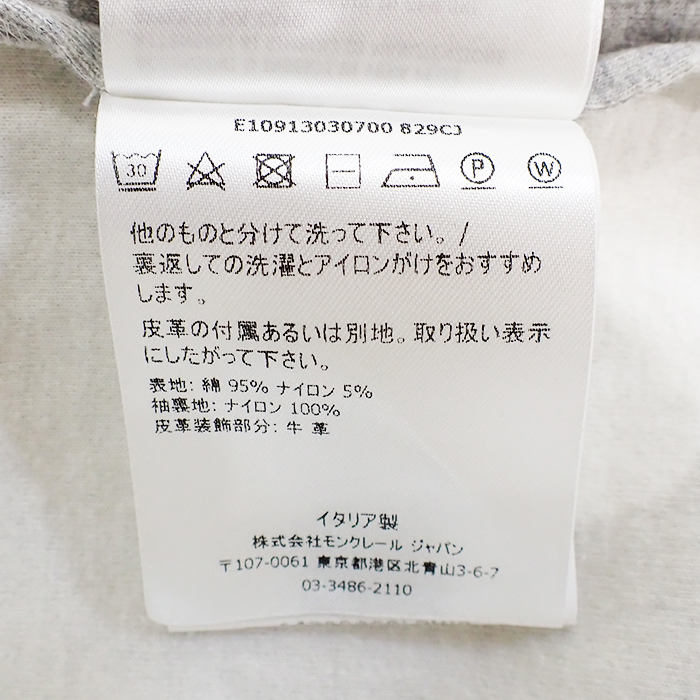 E10913030700 829CJ
30 P W
他のものと分けて洗って下さい。/
裏返しての洗濯とアイロンがけをおすすめ
します。
皮革の付属あるいは別地。取り扱い表示
にしたがって下さい。
表地: 綿 95% ナイロン 5%
袖裏地: ナイロン 100%
皮革装飾部分: 牛 革
イタリア製
株式会社モンクレール ジャパン
〒107-0061 東京都港区北青山3-6-7
03-3486-2110